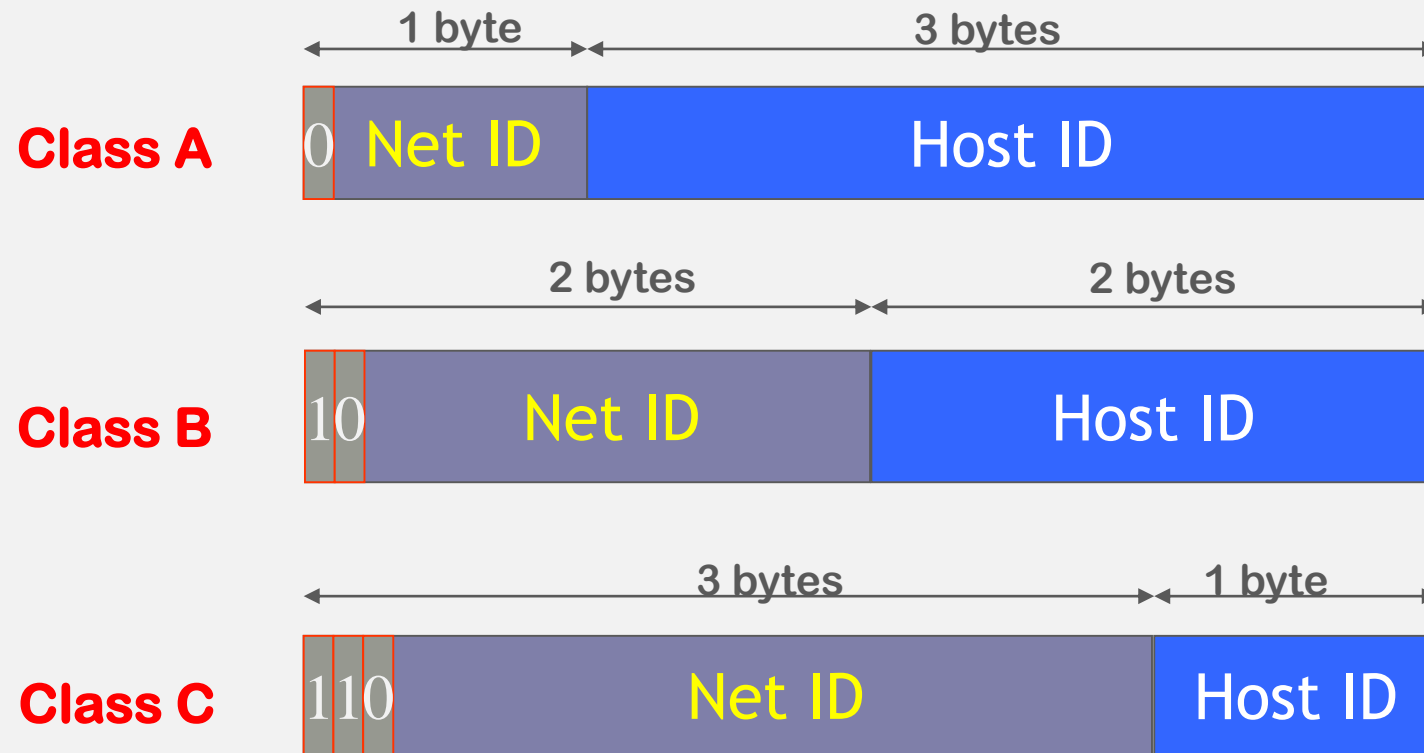 1 byte 3 bytes
Class A 0 Net ID Host ID
2 bytes 2 bytes
Class B 10 Net ID Host ID
3 bytes 1 byte
Class C 110 Net ID Host ID